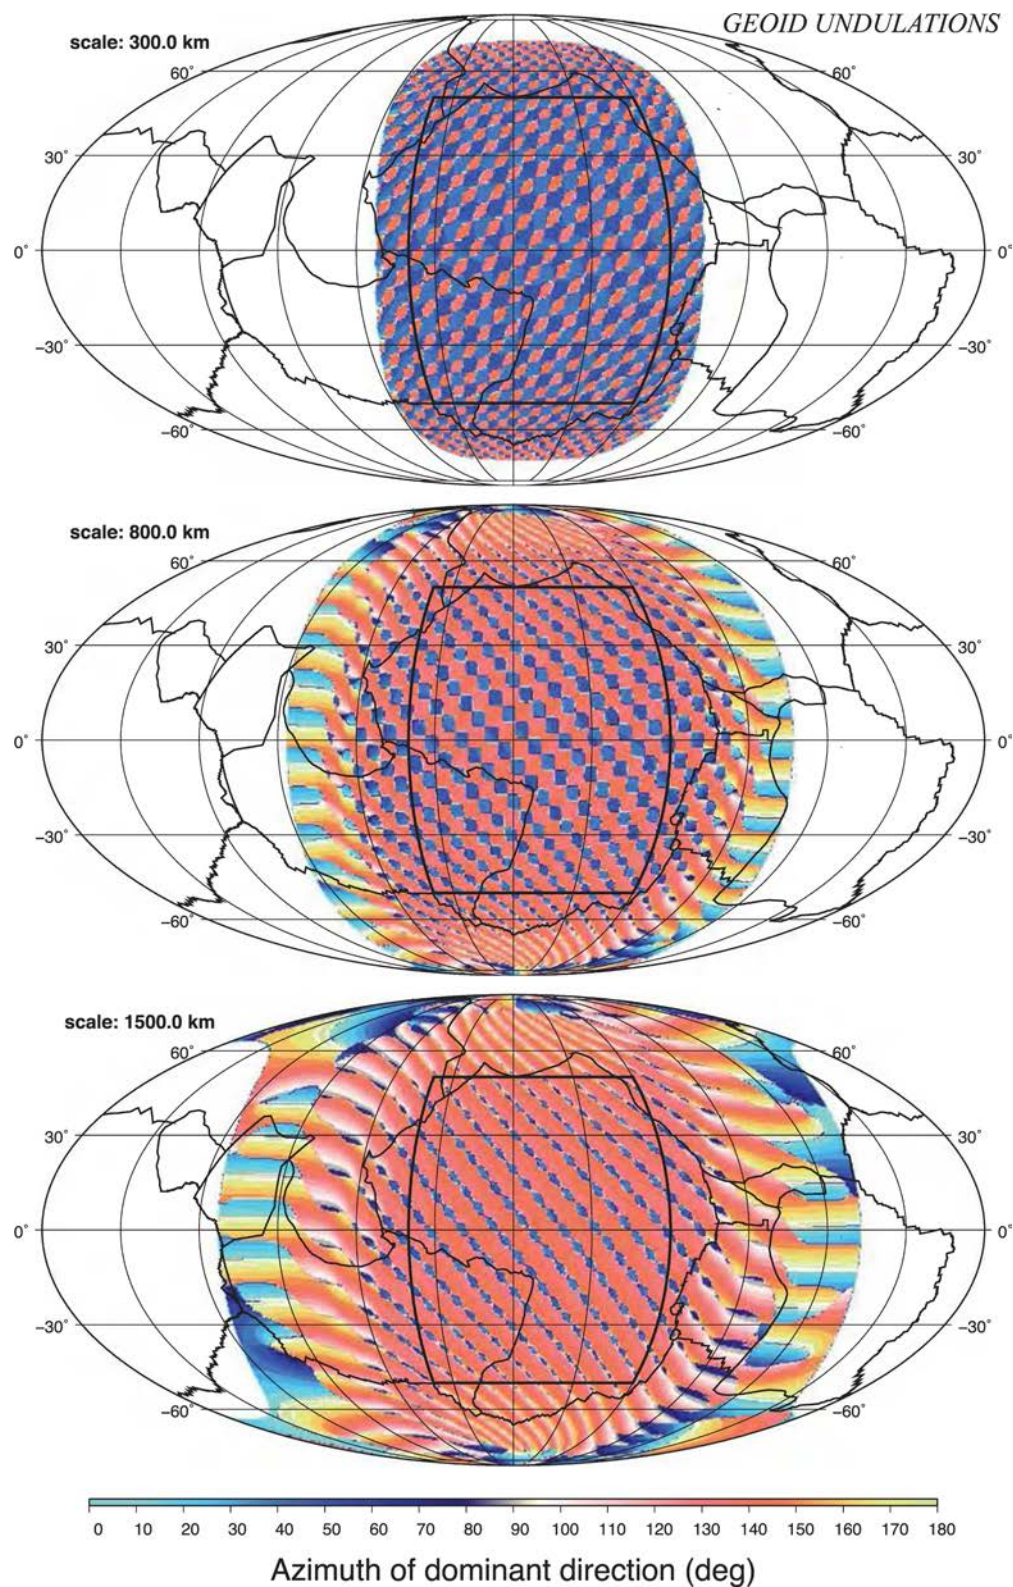 GEOID UNDULATIONS
scale: 300.0 km
60° 60°
30° 30°
0° 0°
−30° −30°
−60° −60°
scale: 800.0 km
60° 60°
30° 30°
0° 0°
−30° −30°
−60° −60°
scale: 1500.0 km
60° 60°
30° 30°
0° 0°
−30° −30°
−60° −60°
0 10 20 30 40 50 60 70 80 90 100 110 120 130 140 150 160 170 180
Azimuth of dominant direction (deg)